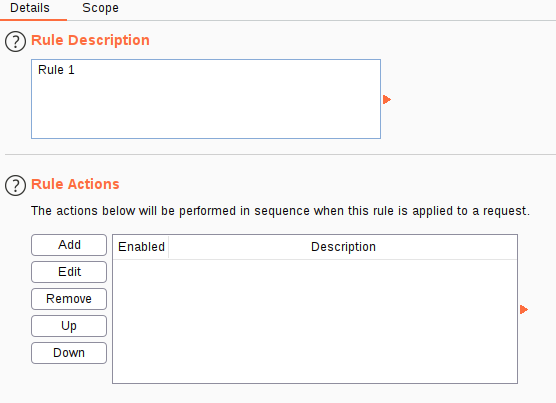 Details Scope
? Rule Description
Rule 1
? Rule Actions
The actions below will be performed in sequence when this rule is applied to a request.
Add
Edit
Remove
Up
Down
Enabled Description